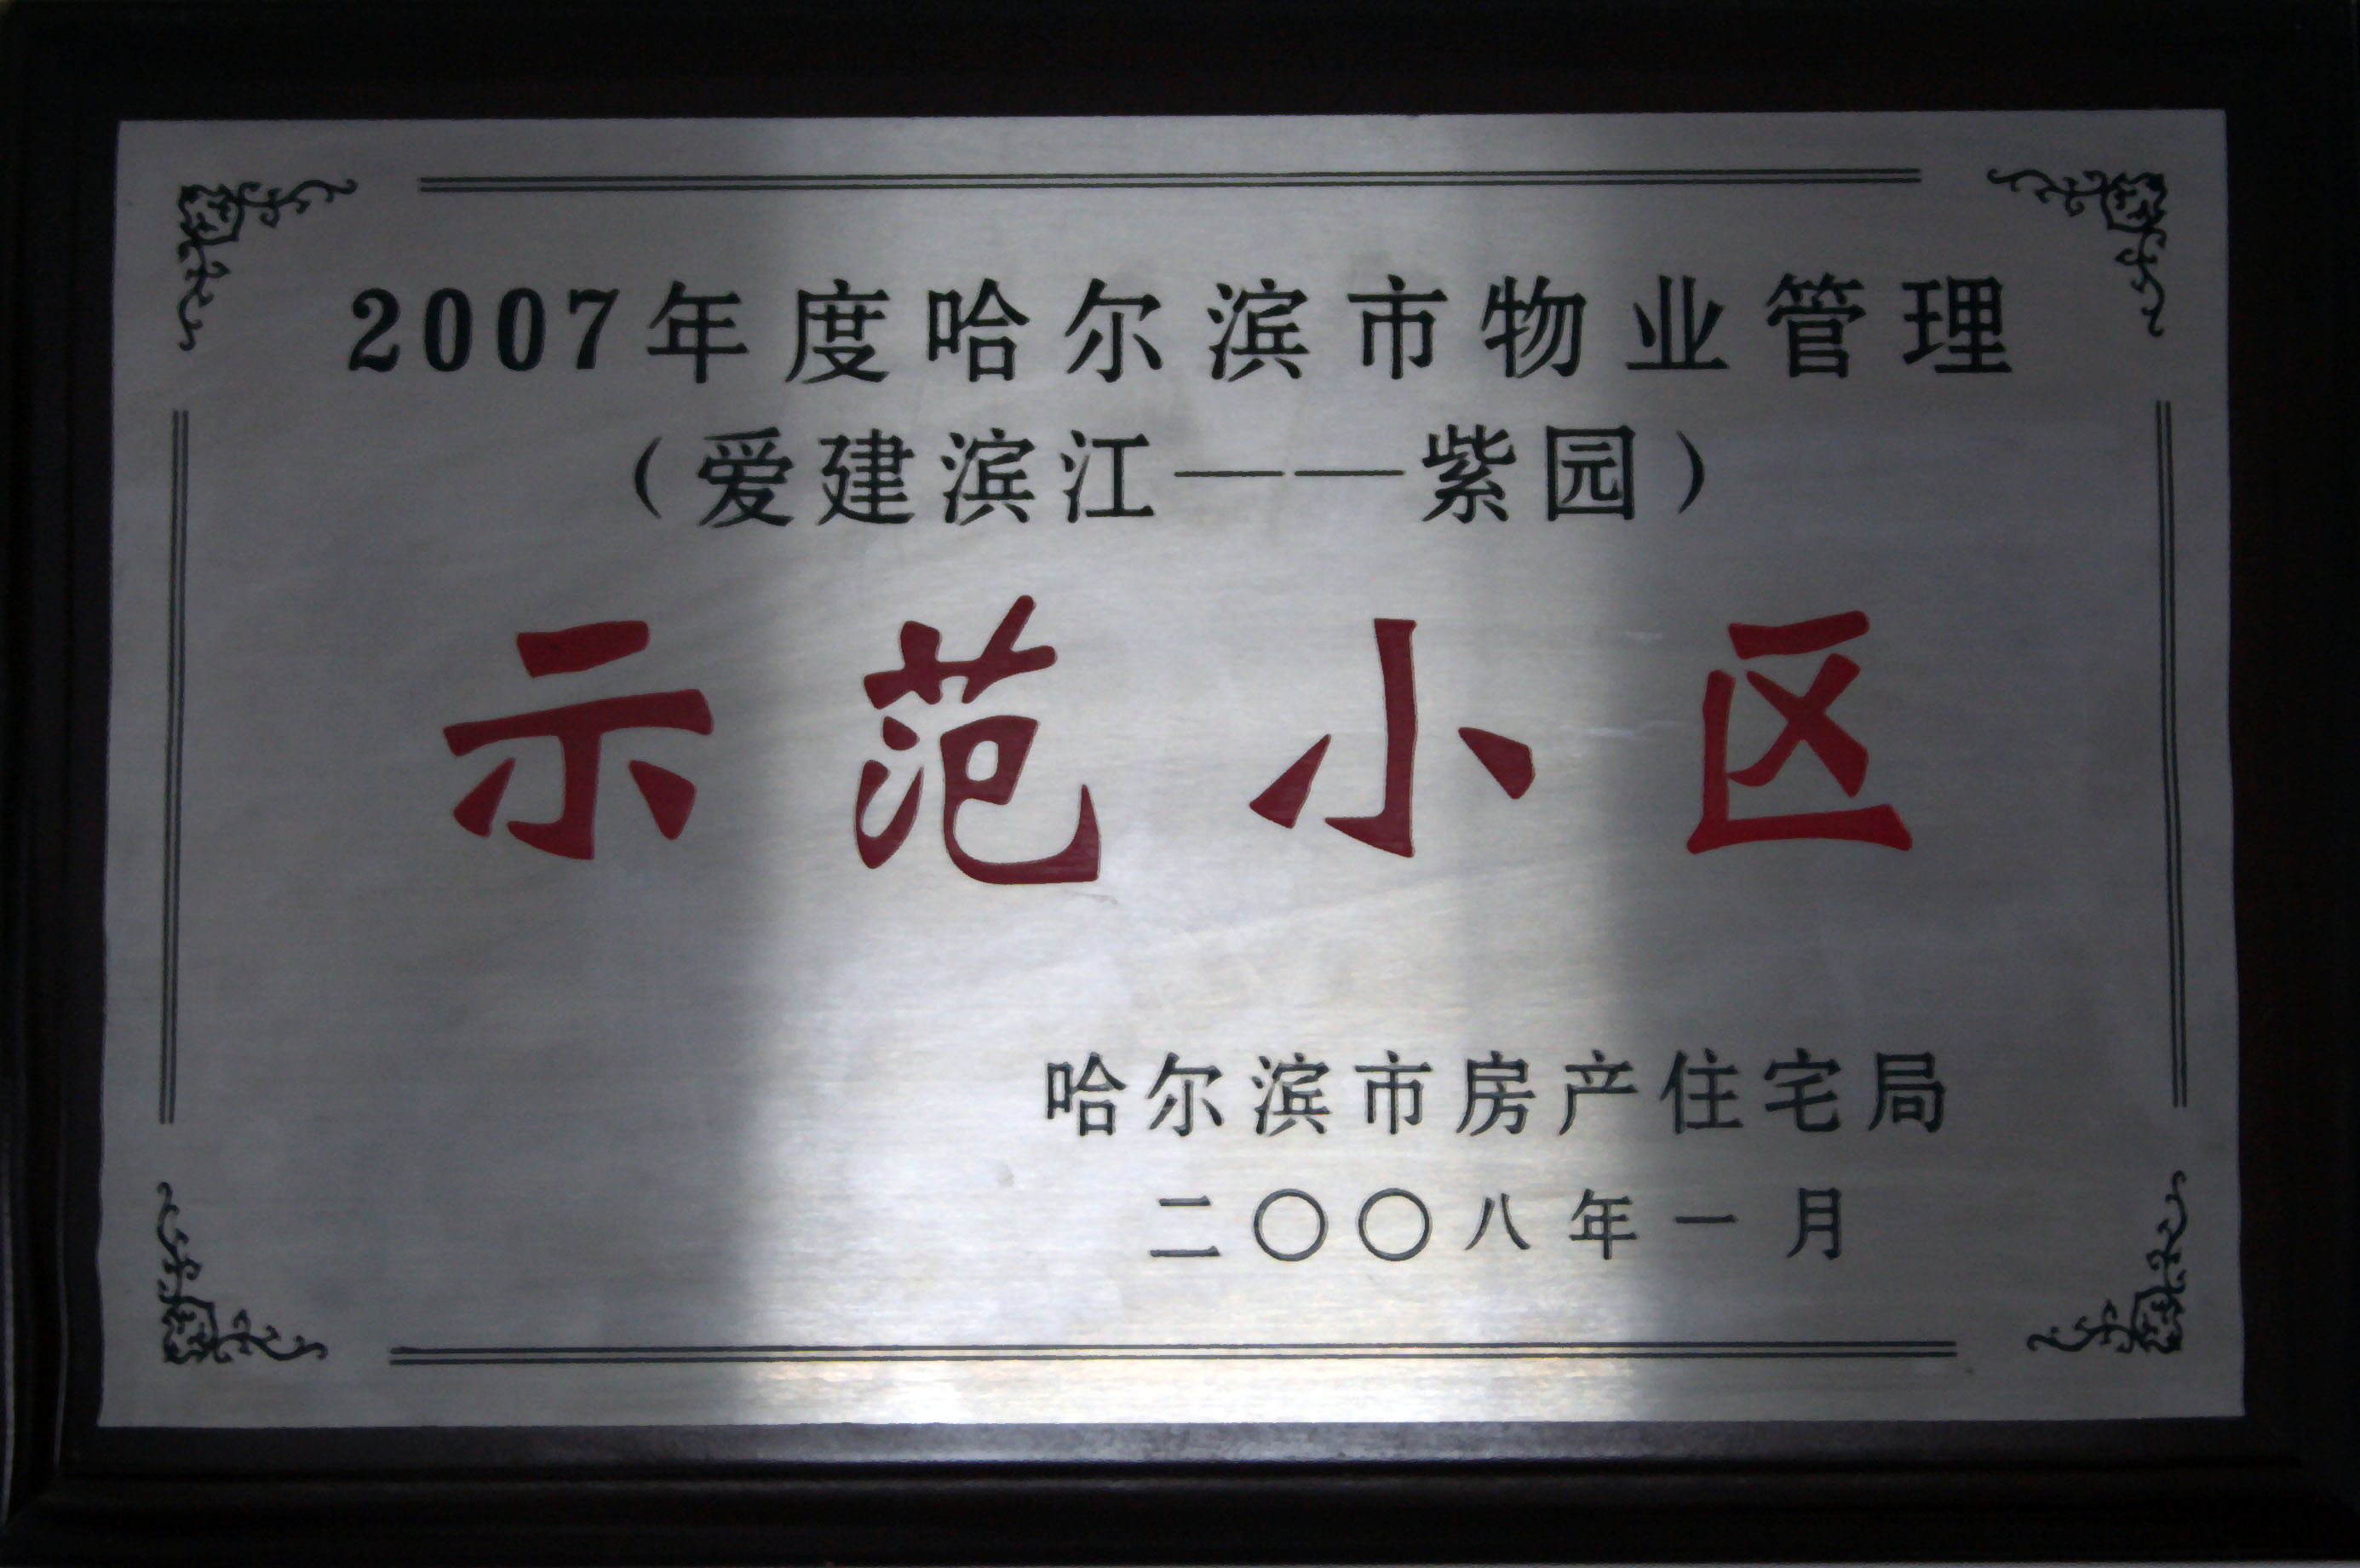 2007年度哈尔滨市物业管理
（爱建滨江——紫园）
示范小区
哈尔滨市房产住宅局
二〇〇八年一月